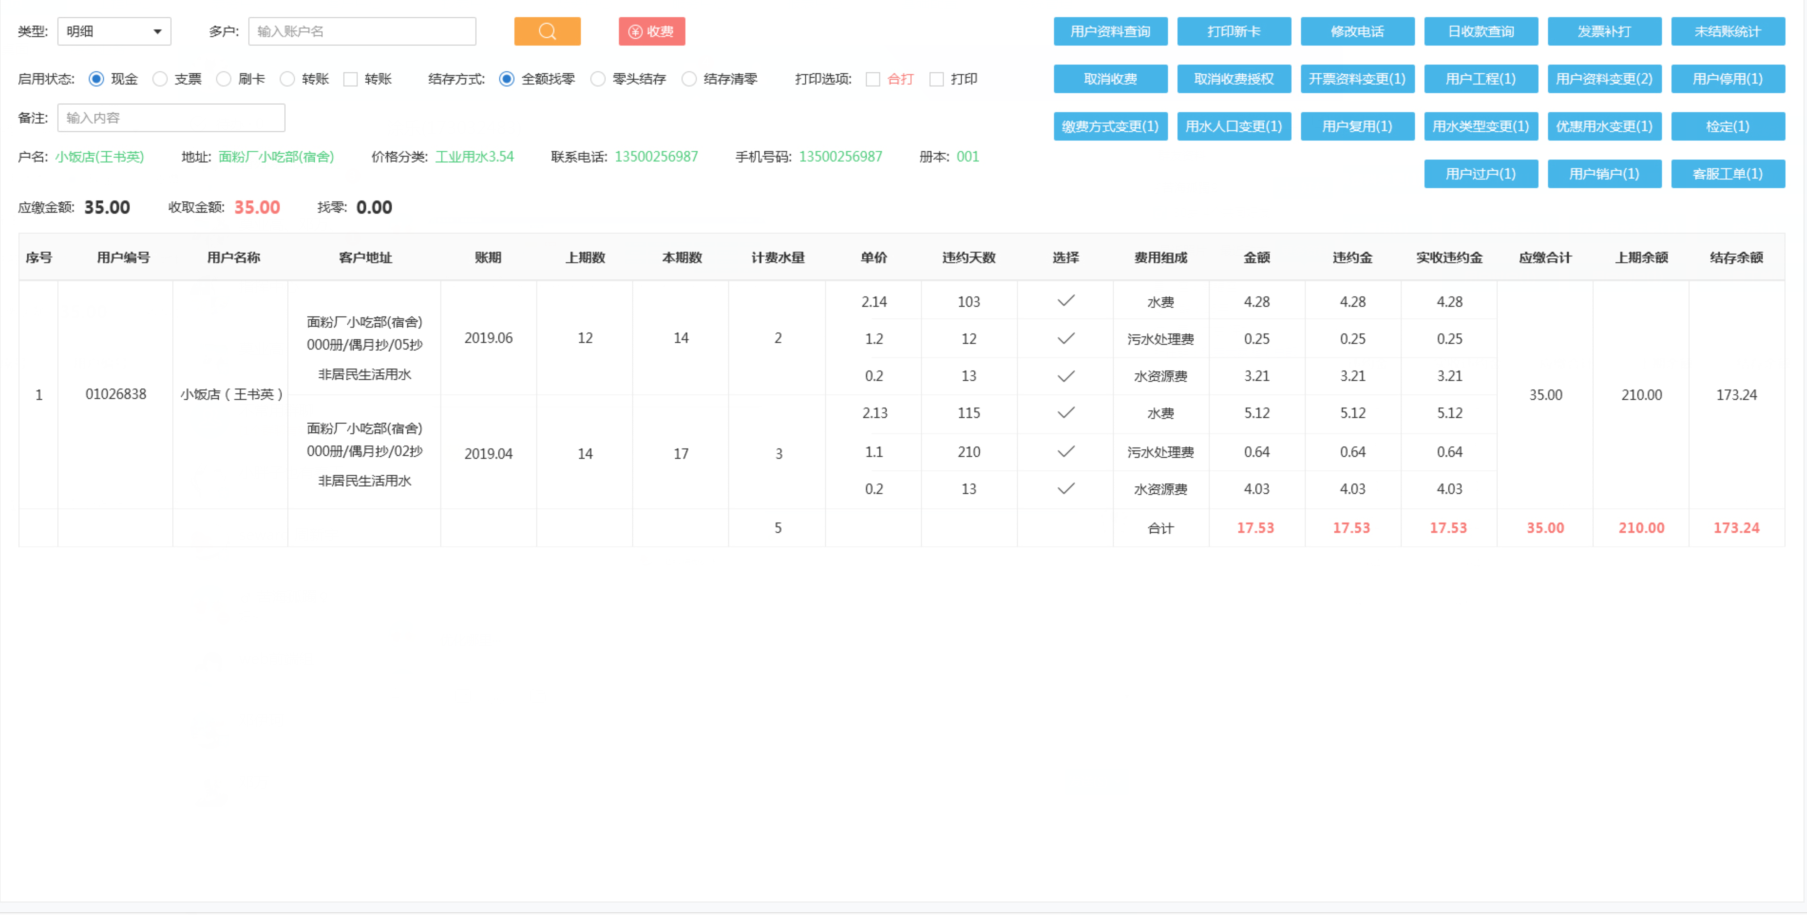 类型: 明细 多户: 输入账户名 收费 用户资料查询 打印新卡 修改电话 日收款查询 发票补打 未结账统计
启用状态: 现金 支票 刷卡 转账 转账 结存方式: 全额找零 零头结存 结存清零 打印选项: 合打 打印 取消收费 取消收费授权 开票资料变更(1) 用户工程(1) 用户资料变更(2) 用户停用(1)
备注: 输入内容 缴费方式变更(1) 用水人口变更(1) 用户复用(1) 用水类型变更(1) 优惠用水变更(1) 检定(1)
户名: 小饭店(王书英) 地址: 面粉厂小吃部(宿舍) 价格分类: 工业用水3.54 联系电话: 13500256987 手机号码: 13500256987 册本: 001
用户过户(1) 用户销户(1) 客服工单(1)
应缴金额: 35.00 收取金额: 35.00 找零: 0.00
序号 用户编号 用户名称 客户地址 账期 上期数 本期数 计费水量 单价 违约天数 选择 费用组成 金额 违约金 实收违约金 应缴合计 上期余额 结存余额
1 01026838 小饭店（王书英）
面粉厂小吃部(宿舍)
000册/偶月抄/05抄
非居民生活用水
2019.06 12 14 2
2.14 103 水费 4.28 4.28 4.28
1.2 12 污水处理费 0.25 0.25 0.25
0.2 13 水资源费 3.21 3.21 3.21
面粉厂小吃部(宿舍)
000册/偶月抄/02抄
非居民生活用水
2019.04 14 17 3
2.13 115 水费 5.12 5.12 5.12
1.1 210 污水处理费 0.64 0.64 0.64
0.2 13 水资源费 4.03 4.03 4.03
35.00 210.00 173.24
5 合计 17.53 17.53 17.53 35.00 210.00 173.24